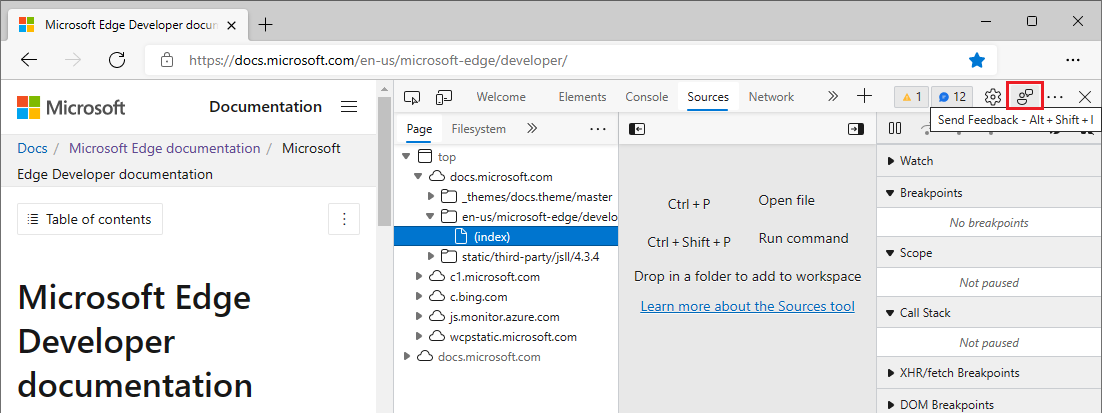 Microsoft Edge Developer docun
https://docs.microsoft.com/en-us/microsoft-edge/developer/
Microsoft Documentation
Docs / Microsoft Edge documentation / Microsoft
Edge Developer documentation
Table of contents
Microsoft Edge
Developer
documentation
Welcome Elements Console Sources Network 1 12
Send Feedback - Alt + Shift + I
Page Filesystem
top
docs.microsoft.com
_themes/docs.theme/master
en-us/microsoft-edge/develo
(index)
static/third-party/jsll/4.3.4
c1.microsoft.com
c.bing.com
js.monitor.azure.com
wcpstatic.microsoft.com
docs.microsoft.com
Ctrl + P Open file
Ctrl + Shift + P Run command
Drop in a folder to add to workspace
Learn more about the Sources tool
Watch
Breakpoints
No breakpoints
Scope
Not paused
Call Stack
Not paused
XHR/fetch Breakpoints
DOM Breakpoints